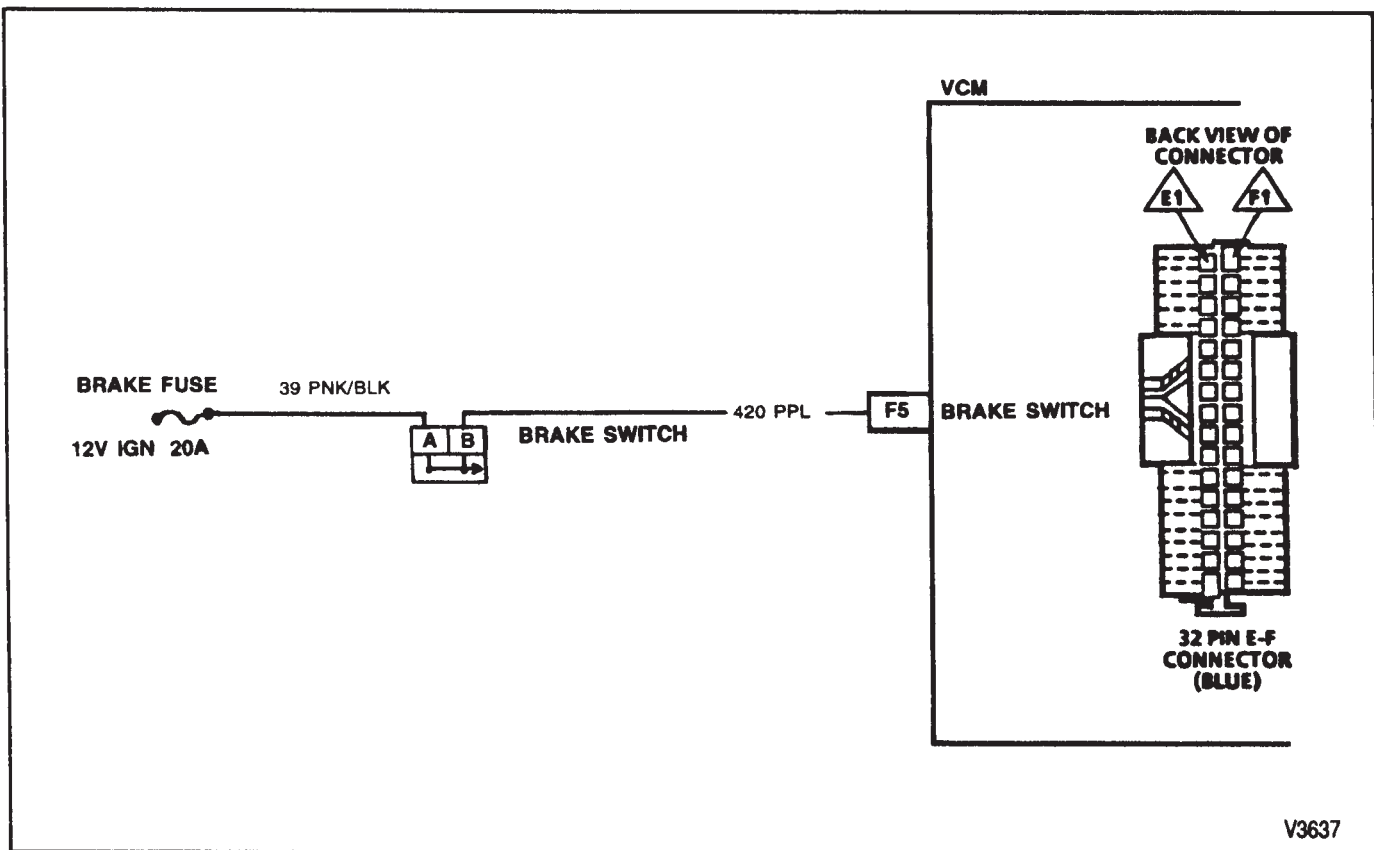 VCM
BACK VIEW OF
CONNECTOR
E1
F1
BRAKE FUSE
39 PNK/BLK
12V IGN 20A
A
B
BRAKE SWITCH
420 PPL
F5
BRAKE SWITCH
32 PIN E-F
CONNECTOR
(BLUE)
V3637